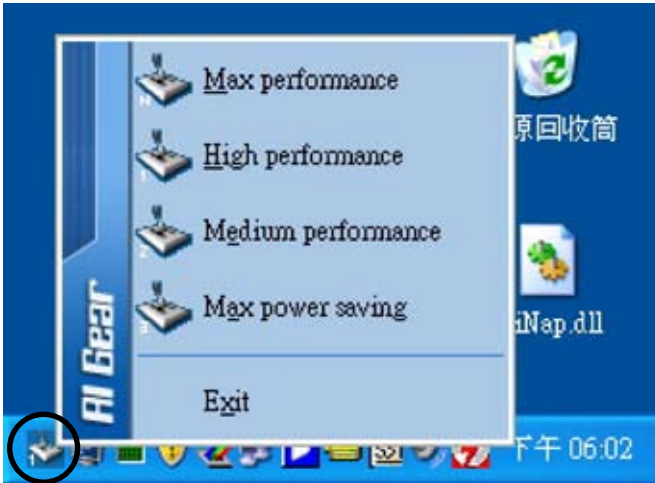 Max performance
High performance
Medium performance
Max power saving
Exit
AI Gear
原回收筒
iNap.dll
下午 06:02